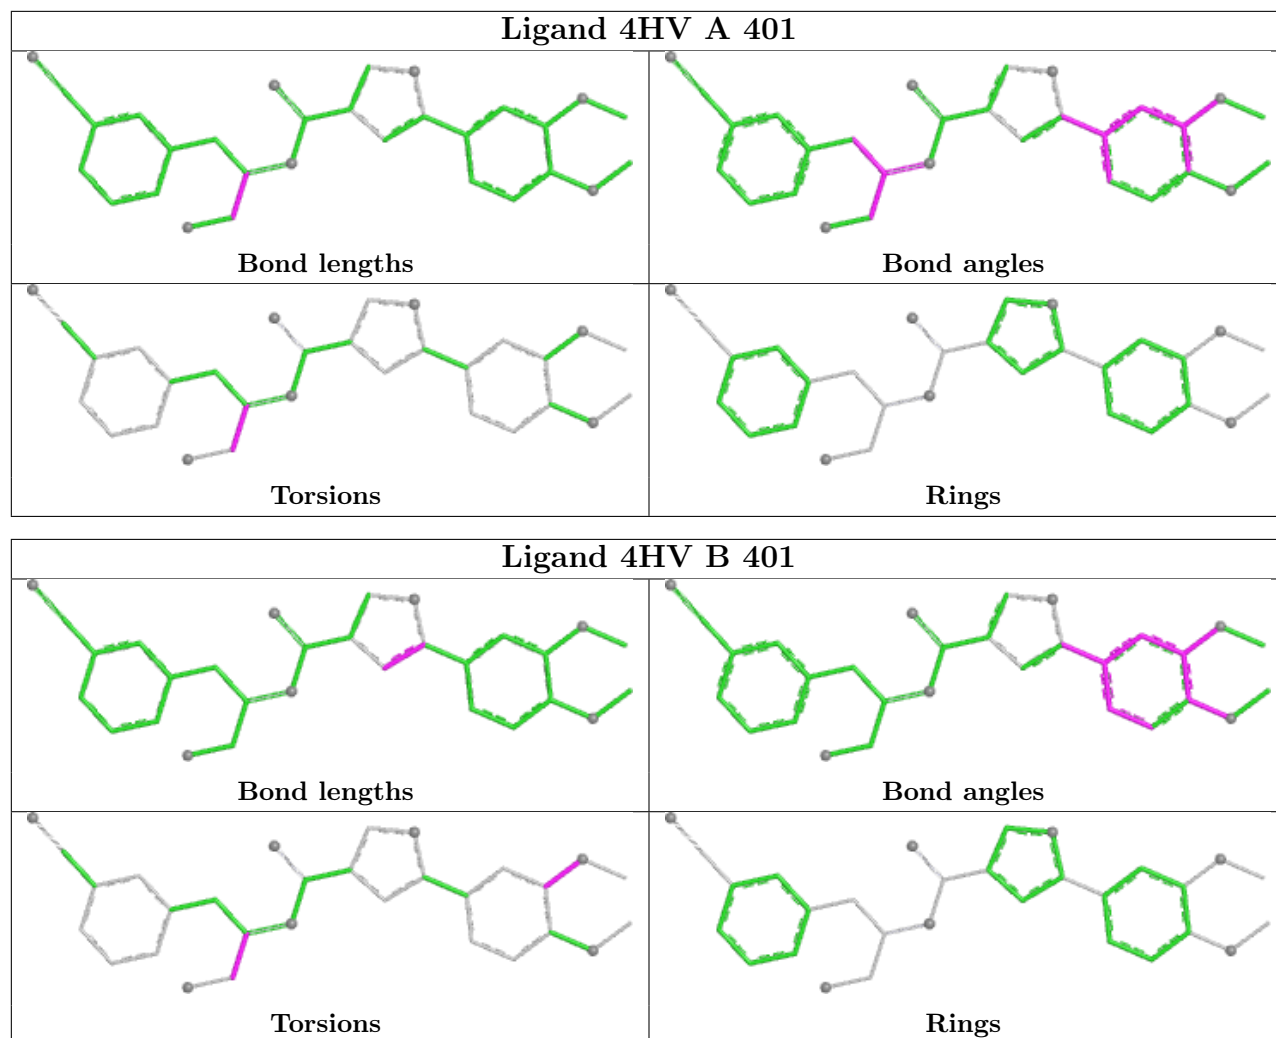 Ligand 4HV A 401
Bond lengths
Bond angles
Torsions
Rings
Ligand 4HV B 401
Bond lengths
Bond angles
Torsions
Rings